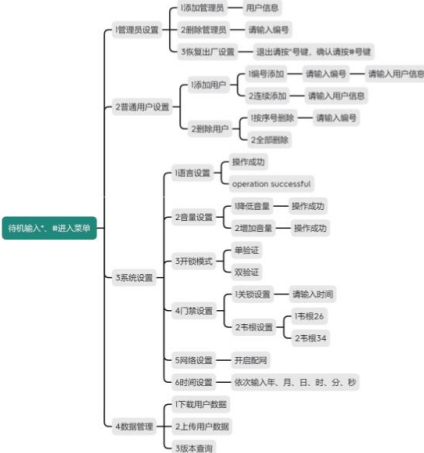 待机输入*、#进入菜单
1管理员设置
1添加管理员
用户信息
2删除管理员
请输入编号
3恢复出厂设置
退出请按*号键，确认请按#号键
2普通用户设置
1添加用户
1编号添加
请输入编号
请输入用户信息
2连续添加
请输入用户信息
2删除用户
1按序号删除
请输入编号
2全部删除
3系统设置
1语言设置
操作成功
operation successful
2音量设置
1降低音量
操作成功
2增加音量
操作成功
3开锁模式
单验证
双验证
4门禁设置
1关锁设置
请输入时间
2韦根设置
1韦根26
2韦根34
5网络设置
开启配网
6时间设置
依次输入年、月、日、时、分、秒
4数据管理
1下载用户数据
2上传用户数据
3版本查询